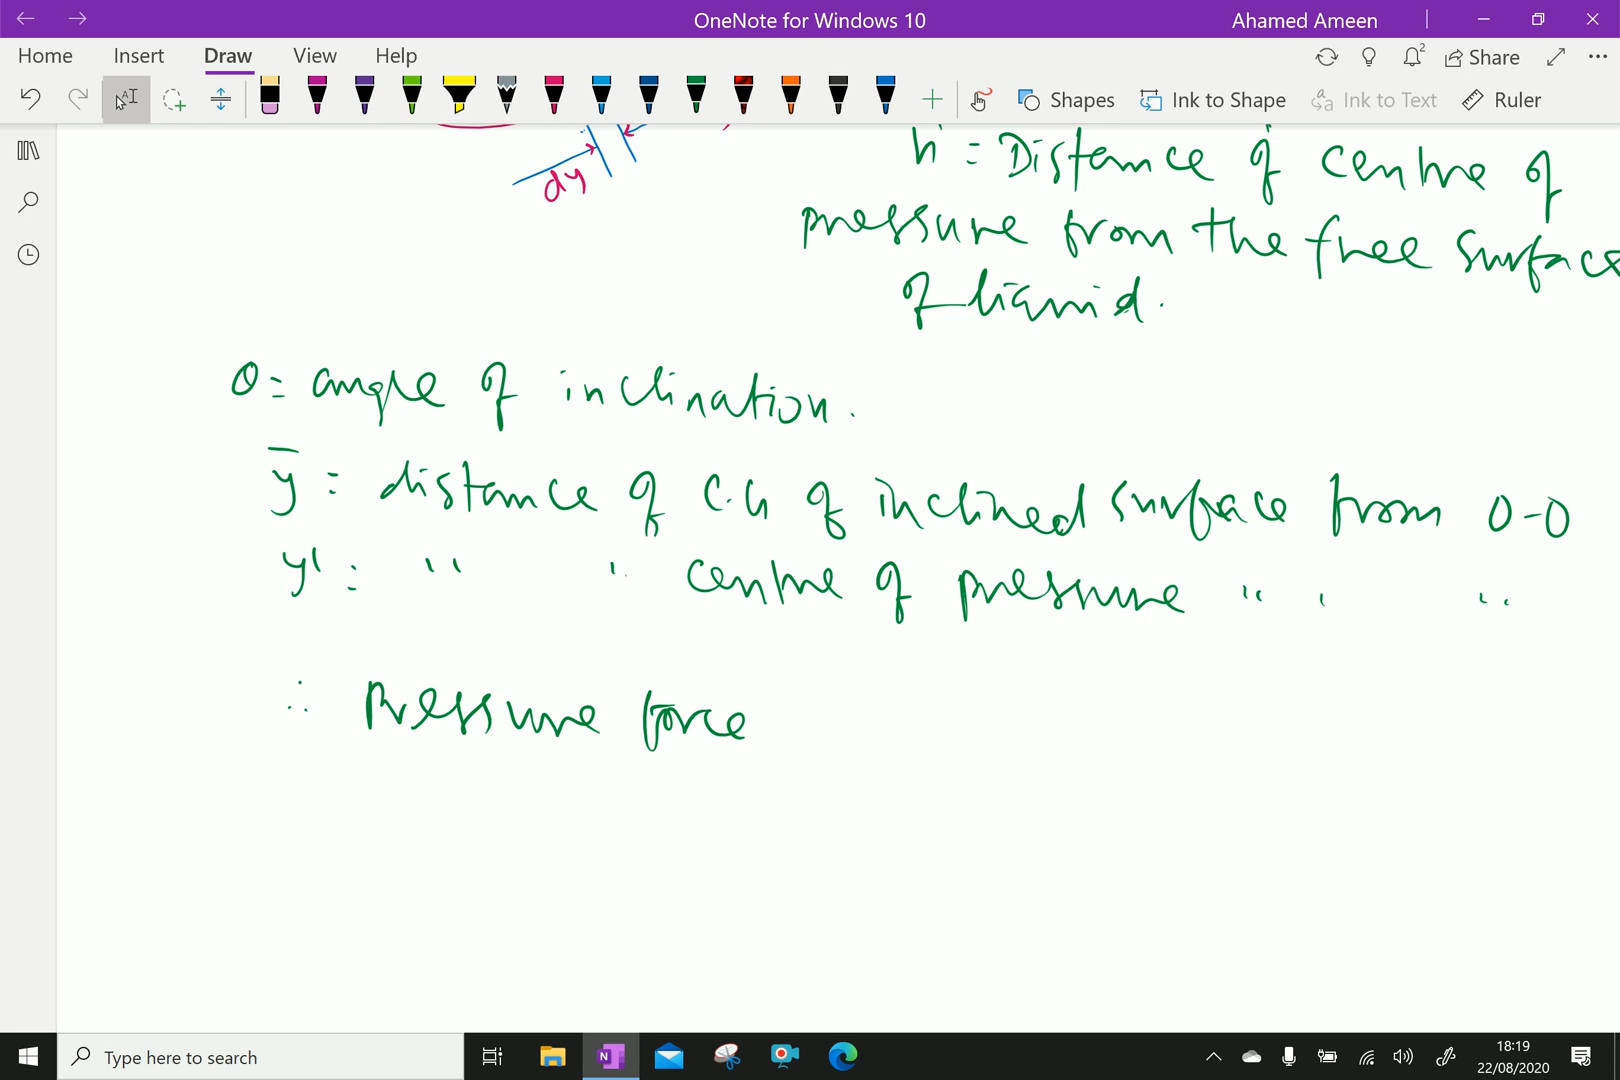 OneNote for Windows 10
Ahamed Ameen
Home Insert Draw View Help
2 Share
Shapes Ink to Shape Ink to Text Ruler
dy
h = Distance of centre of
pressure from the free surface
of liquid.
θ = angle of inclination.
y̅ = distance of C.G of inclined surface from O-O
y' = " " centre of pressure " " "
∴ Pressure force
Type here to search
18:19
22/08/2020